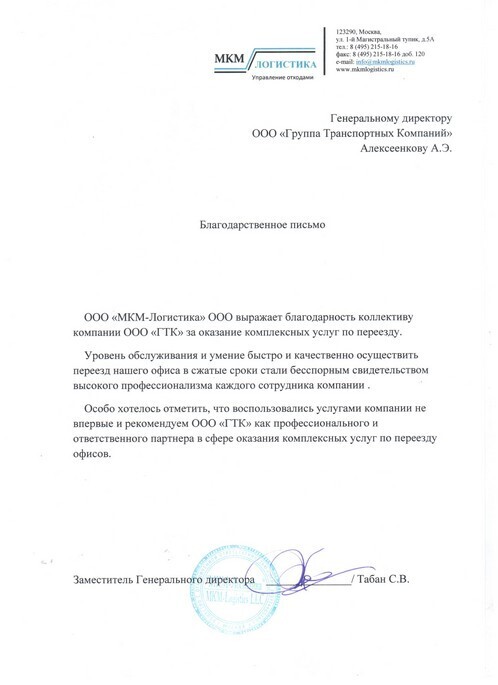 МКМ
ЛОГИСТИКА
Управление отходами
123290, Москва,
ул. 1-й Магистральный тупик, д.5А
тел.: 8 (495) 215-18-16
факс: 8 (495) 215-18-16 доб. 120
e-mail: info@mkmlogistics.ru
www.mkmlogistics.ru
Генеральному директору
ООО «Группа Транспортных Компаний»
Алексеенкову А.Э.
Благодарственное письмо
ООО «МКМ-Логистика» ООО выражает благодарность коллективу
компании ООО «ГТК» за оказание комплексных услуг по переезду.
Уровень обслуживания и умение быстро и качественно осуществить
переезд нашего офиса в сжатые сроки стали бесспорным свидетельством
высокого профессионализма каждого сотрудника компании .
Особо хотелось отметить, что воспользовались услугами компании не
впервые и рекомендуем ООО «ГТК» как профессионального и
ответственного партнера в сфере оказания комплексных услуг по переезду
офисов.
Заместитель Генерального директора / Табан С.В.
MKM-Logistics LLC